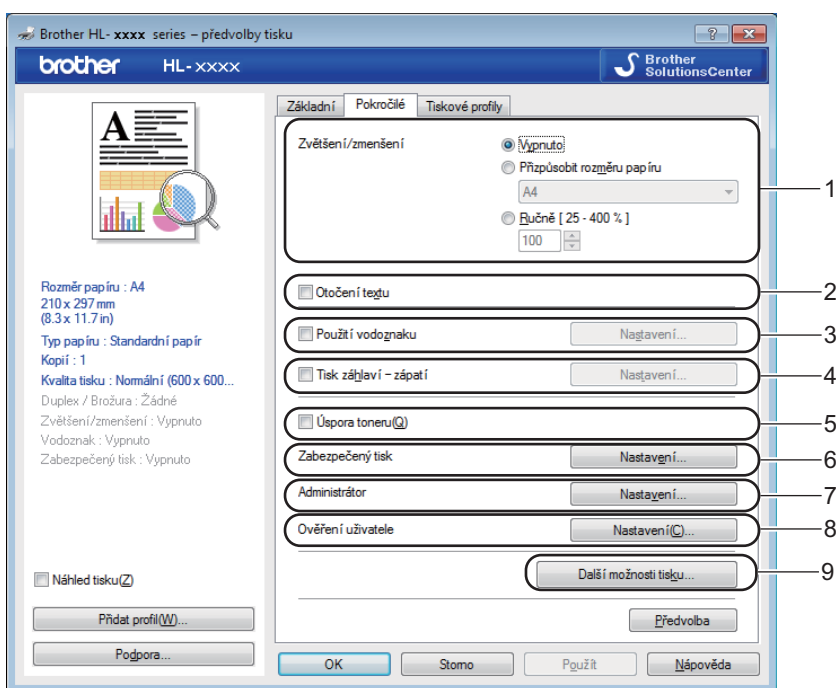 Brother HL- xxxx series – předvolby tisku
brother HL-xxxx
Brother
SolutionsCenter
Základní Pokročilé Tiskové profily
A
Zvětšení/zmenšení
Vypnuto
Přizpůsobit rozměru papíru
A4
Ručně [ 25 - 400 % ]
100
1
Rozměr papíru : A4
210 x 297 mm
(8.3 x 11.7 in)
Typ papíru : Standardní papír
Kopií : 1
Kvalita tisku : Normální (600 x 600...
Duplex / Brožura : Žádné
Zvětšení/zmenšení : Vypnuto
Vodoznak : Vypnuto
Zabezpečený tisk : Vypnuto
Otočení textu
2
Použití vodoznaku Nastavení...
3
Tisk záhlaví – zápatí Nastavení...
4
Úspora toneru(Q)
5
Zabezpečený tisk Nastavení...
6
Administrátor Nastavení...
7
Ověření uživatele Nastavení(C)...
8
Další možnosti tisku...
9
Náhled tisku(Z)
Přidat profil(W)...
Podpora...
Předvolba
OK Storno Použít Nápověda